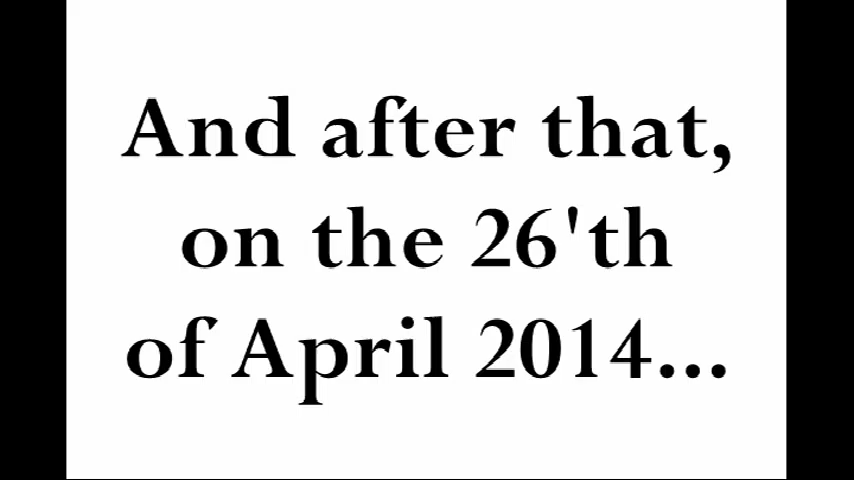 And after that,
on the 26'th
of April 2014...